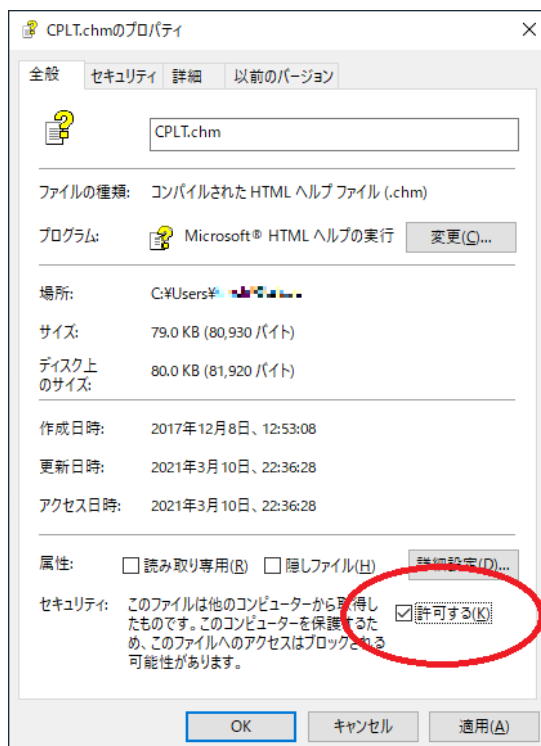 CPLT.chmのプロパティ
全般 セキュリティ 詳細 以前のバージョン
CPLT.chm
ファイルの種類: コンパイルされた HTML ヘルプ ファイル (.chm)
プログラム: Microsoft® HTML ヘルプの実行 変更(C)...
場所: C:¥Users¥
サイズ: 79.0 KB (80,930 バイト)
ディスク上
のサイズ: 80.0 KB (81,920 バイト)
作成日時: 2017年12月8日、12:53:08
更新日時: 2021年3月10日、22:36:28
アクセス日時: 2021年3月10日、22:36:28
属性: 読み取り専用(R) 隠しファイル(H) 詳細設定(D)...
セキュリティ: このファイルは他のコンピューターから取得し
たものです。このコンピューターを保護するた
め、このファイルへのアクセスはブロックされる
可能性があります。
許可する(K)
OK キャンセル 適用(A)